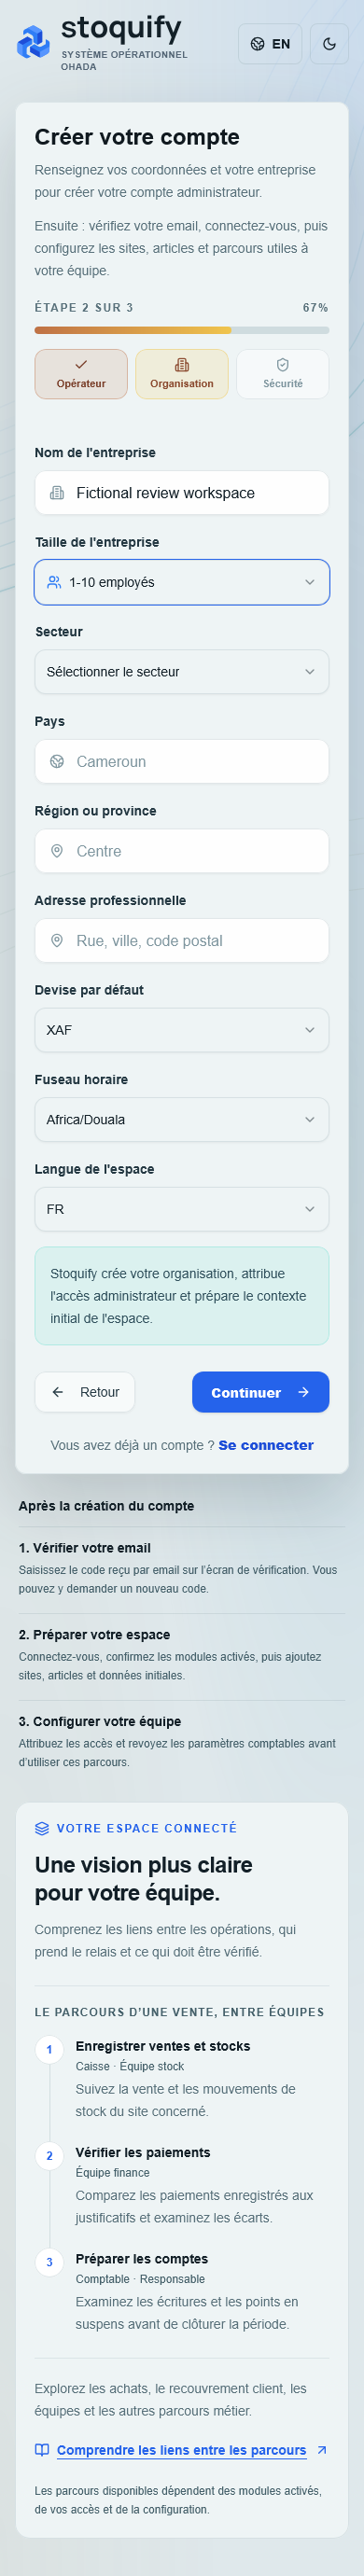 stoquify
SYSTÈME OPÉRATIONNEL
OHADA
EN
Créer votre compte
Renseignez vos coordonnées et votre entreprise
pour créer votre compte administrateur.
Ensuite : vérifiez votre email, connectez-vous, puis
configurez les sites, articles et parcours utiles à
votre équipe.
ÉTAPE 2 SUR 3
67%
Opérateur
Organisation
Sécurité
Nom de l'entreprise
Fictional review workspace
Taille de l'entreprise
1-10 employés
Secteur
Sélectionner le secteur
Pays
Cameroun
Région ou province
Centre
Adresse professionnelle
Rue, ville, code postal
Devise par défaut
XAF
Fuseau horaire
Africa/Douala
Langue de l'espace
FR
Stoquify crée votre organisation, attribue
l'accès administrateur et prépare le contexte
initial de l'espace.
Retour
Continuer
Vous avez déjà un compte ? Se connecter
Après la création du compte
1. Vérifier votre email
Saisissez le code reçu par email sur l'écran de vérification. Vous
pouvez y demander un nouveau code.
2. Préparer votre espace
Connectez-vous, confirmez les modules activés, puis ajoutez
sites, articles et données initiales.
3. Configurer votre équipe
Attribuez les accès et revoyez les paramètres comptables avant
d'utiliser ces parcours.
VOTRE ESPACE CONNECTÉ
Une vision plus claire
pour votre équipe.
Comprenez les liens entre les opérations, qui
prend le relais et ce qui doit être vérifié.
LE PARCOURS D'UNE VENTE, ENTRE ÉQUIPES
1
Enregistrer ventes et stocks
Caisse · Équipe stock
Suivez la vente et les mouvements de
stock du site concerné.
2
Vérifier les paiements
Équipe finance
Comparez les paiements enregistrés aux
justificatifs et examinez les écarts.
3
Préparer les comptes
Comptable · Responsable
Examinez les écritures et les points en
suspens avant de clôturer la période.
Explorez les achats, le recouvrement client, les
équipes et les autres parcours métier.
Comprendre les liens entre les parcours
Les parcours disponibles dépendent des modules activés,
de vos accès et de la configuration.